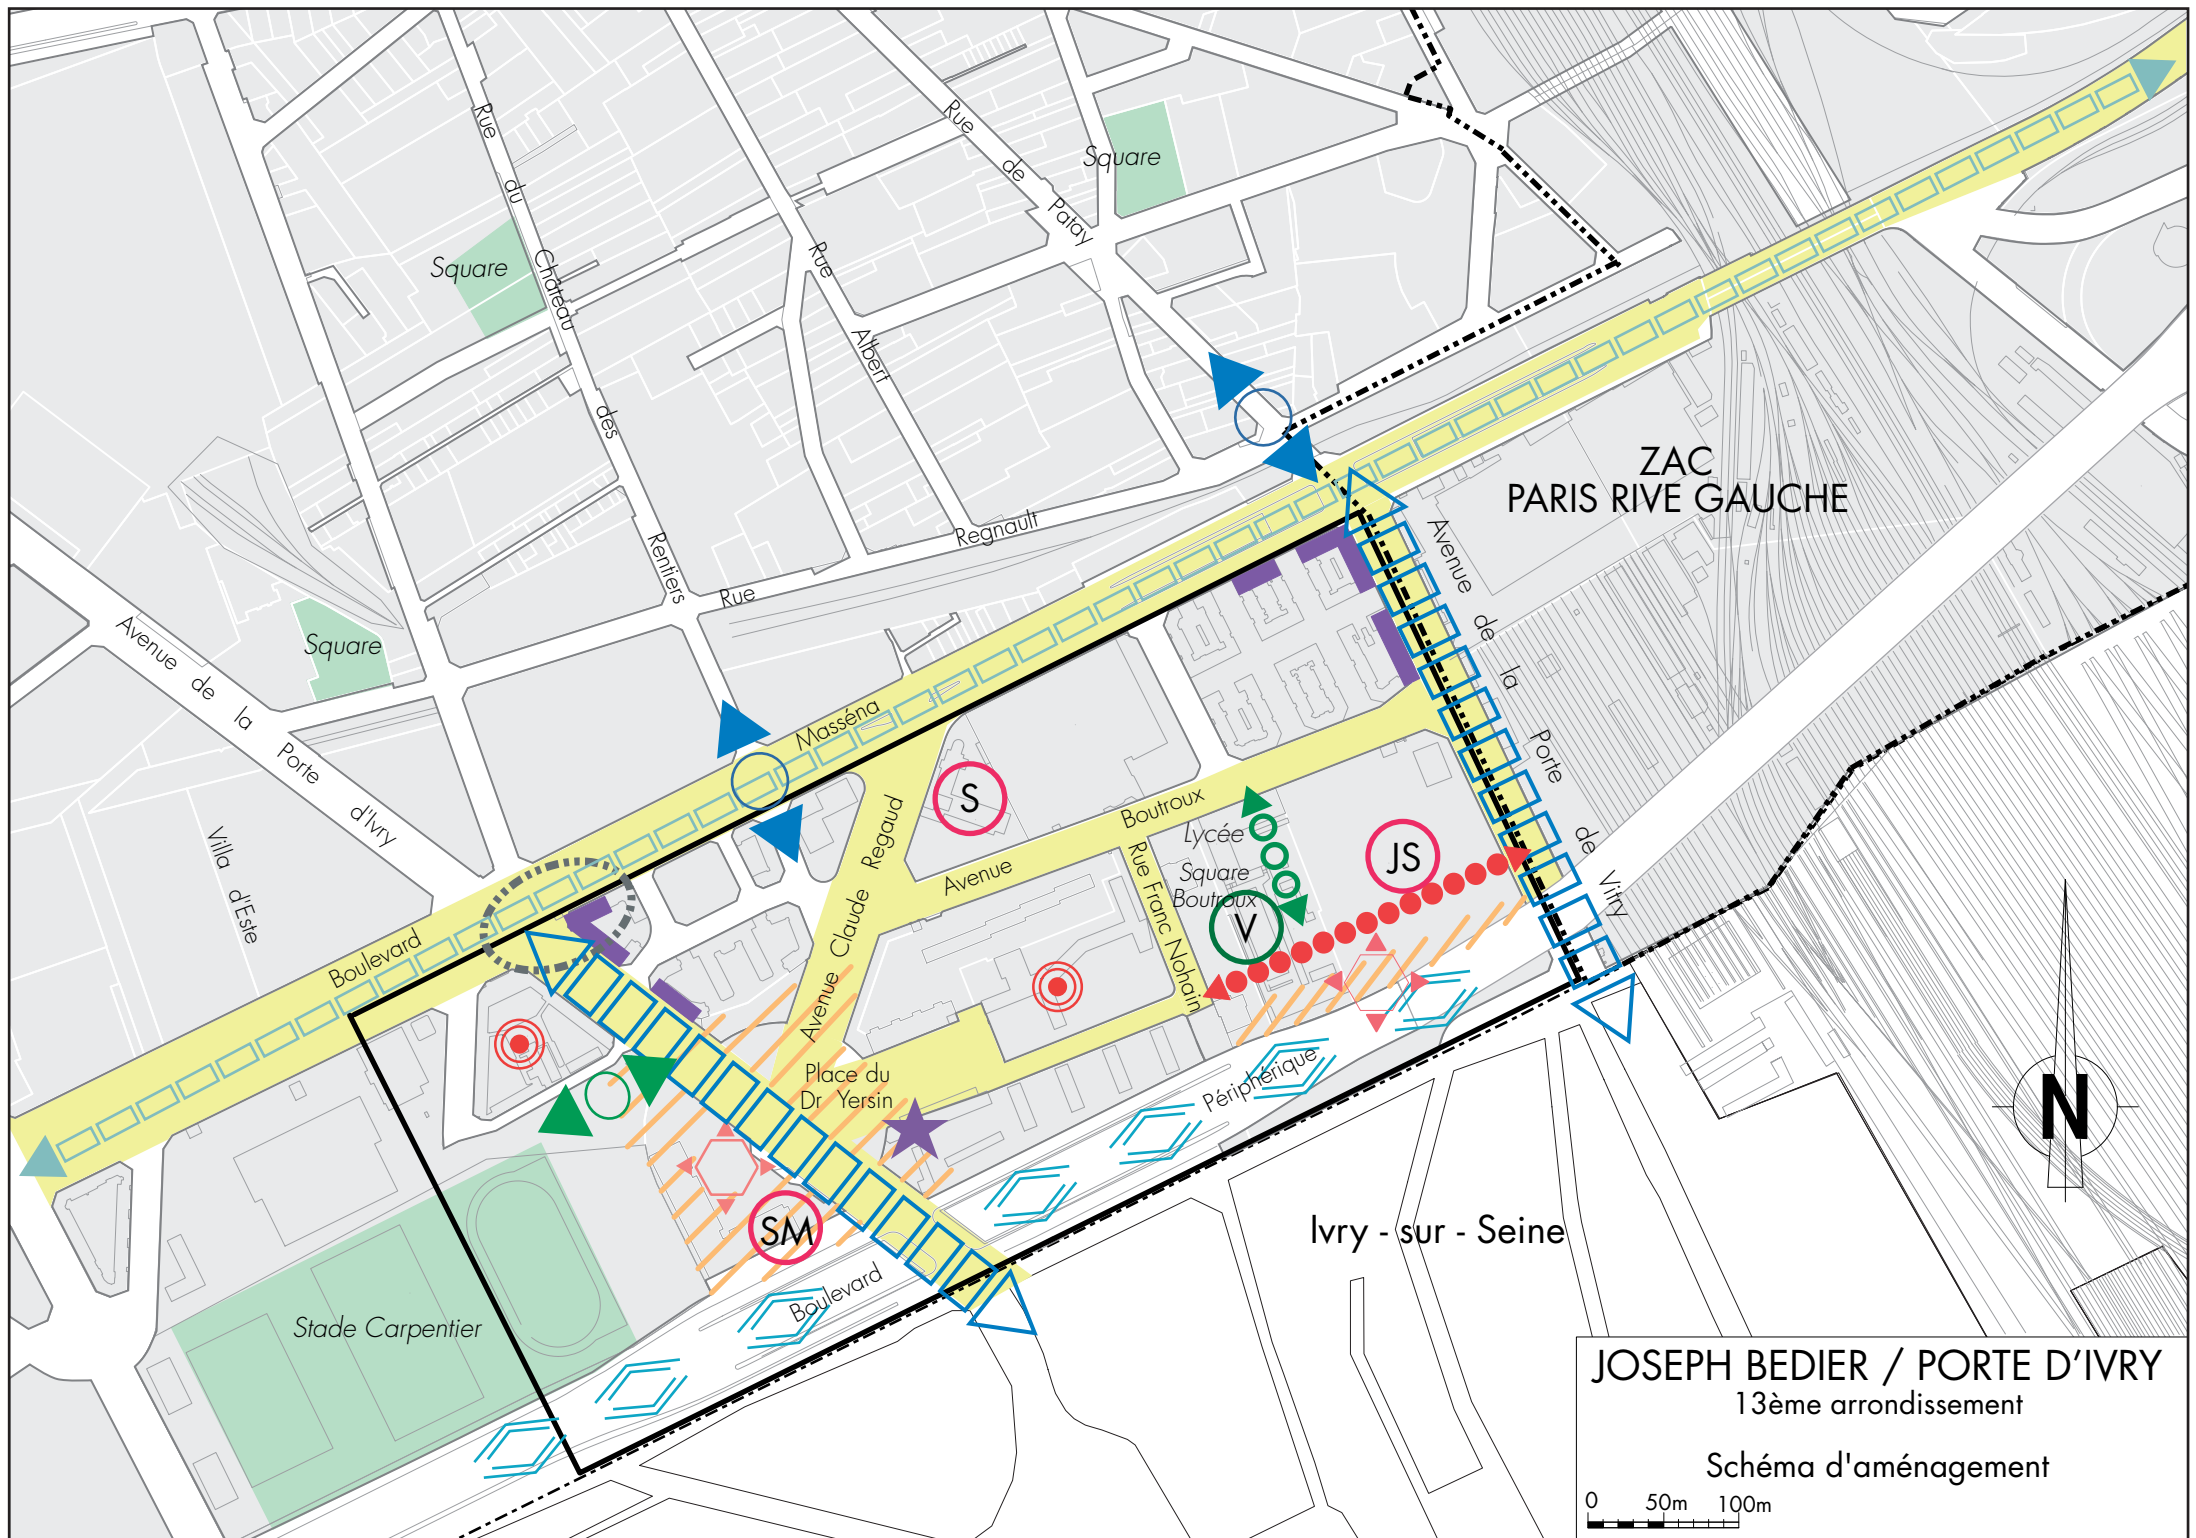 Rue du Château des Rentiers
Rue Albert
Rue de Patay
Square
Square
Square
ZAC
PARIS RIVE GAUCHE
Rue Regnault
Avenue de la Porte d'Ivry
Villa d'Este
Boulevard Masséna
Avenue de la Porte de Vitry
S
Avenue Claude Regaud
Avenue Boutroux
Lycée
Square
Boutroux
V
JS
Rue Franc Nohain
Place du
Dr Yersin
SM
Boulevard Périphérique
Stade Carpentier
Ivry - sur - Seine
N
JOSEPH BEDIER / PORTE D'IVRY
13ème arrondissement
Schéma d'aménagement
0 50m 100m